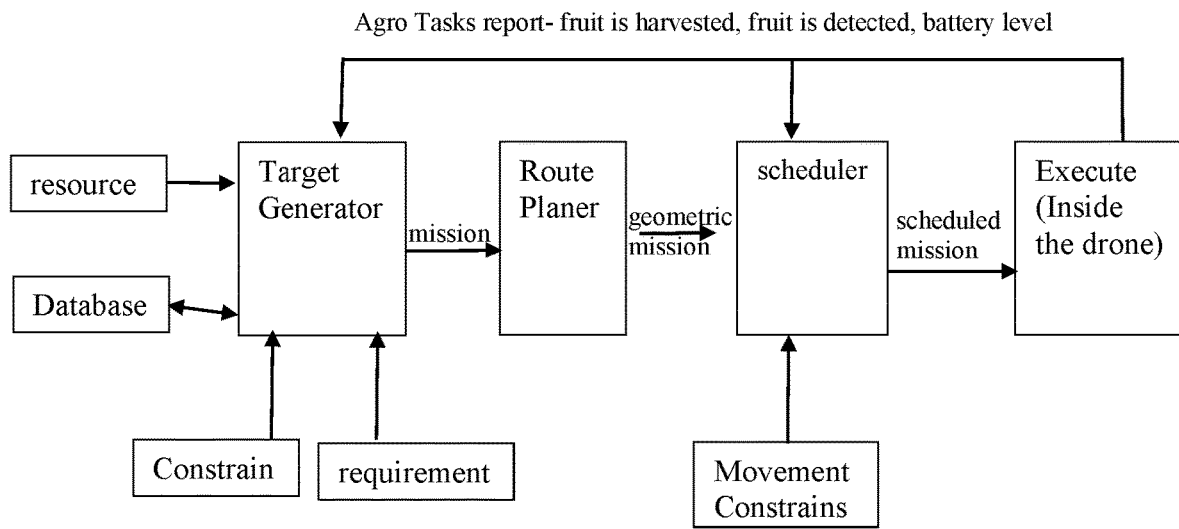 Agro Tasks report- fruit is harvested, fruit is detected, battery level
resource
Database
Target
Generator
mission
Route
Planer
geometric
mission
scheduler
scheduled
mission
Execute
(Inside
the drone)
Constrain
requirement
Movement
Constrains